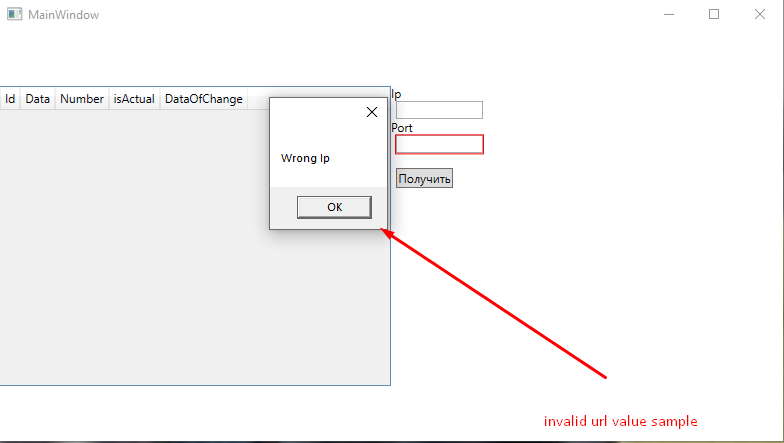 MainWindow
Id Data Number isActual DataOfChange
Ip
Port
Wrong Ip
Получить
OK
invalid url value sample